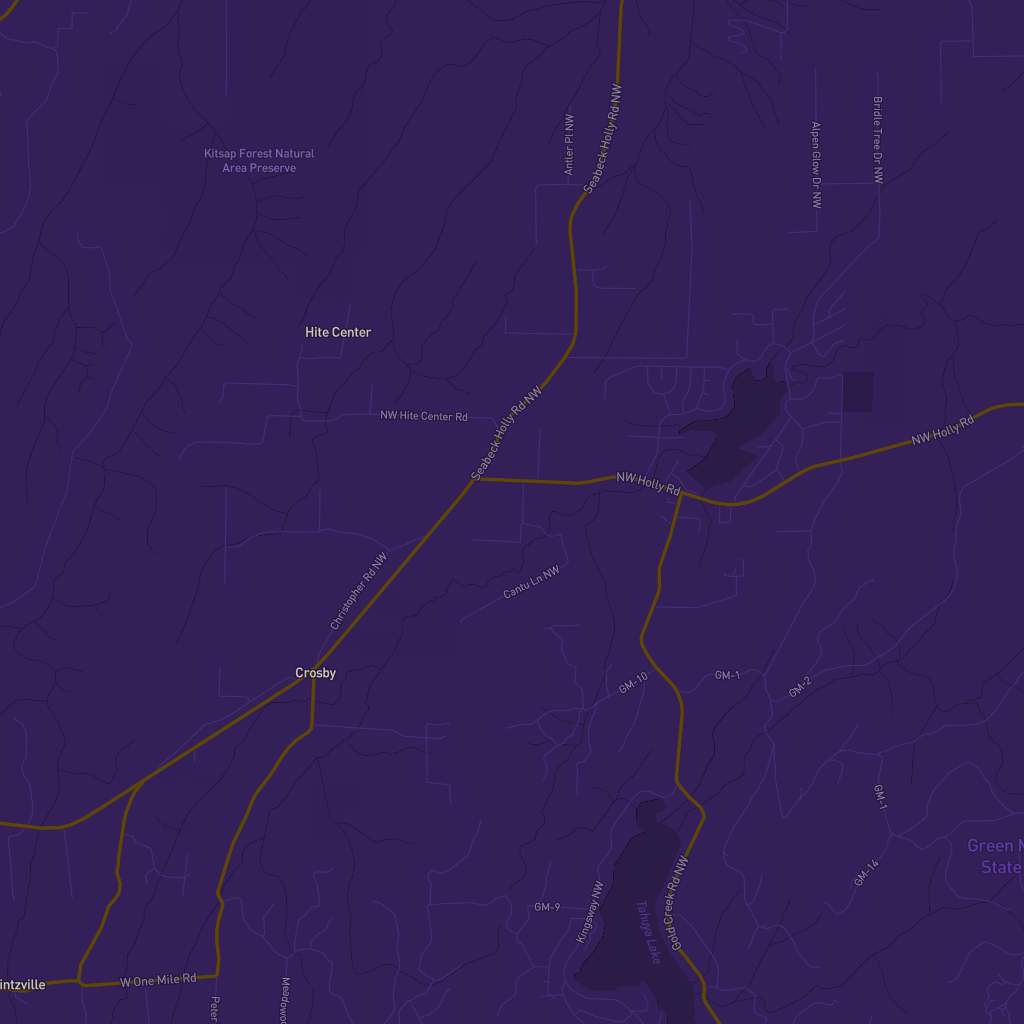 Seabeck Holly Rd NW
Antler Pl NW
Alpen Glow Dr NW
Bridle Tree Dr NW
Kitsap Forest Natural
Area Preserve
Hite Center
NW Hite Center Rd
Seabeck Holly Rd NW
NW Holly Rd
NW Holly Rd
Christopher Rd NW
Cantu Ln NW
Crosby
GM-10
GM-1
GM-2
GM-1
Green M
State
GM-14
GM-9
Kingsway NW
Tahuya Lake
Gold Creek Rd NW
intzville
W One Mile Rd
Peter
Meadowoo